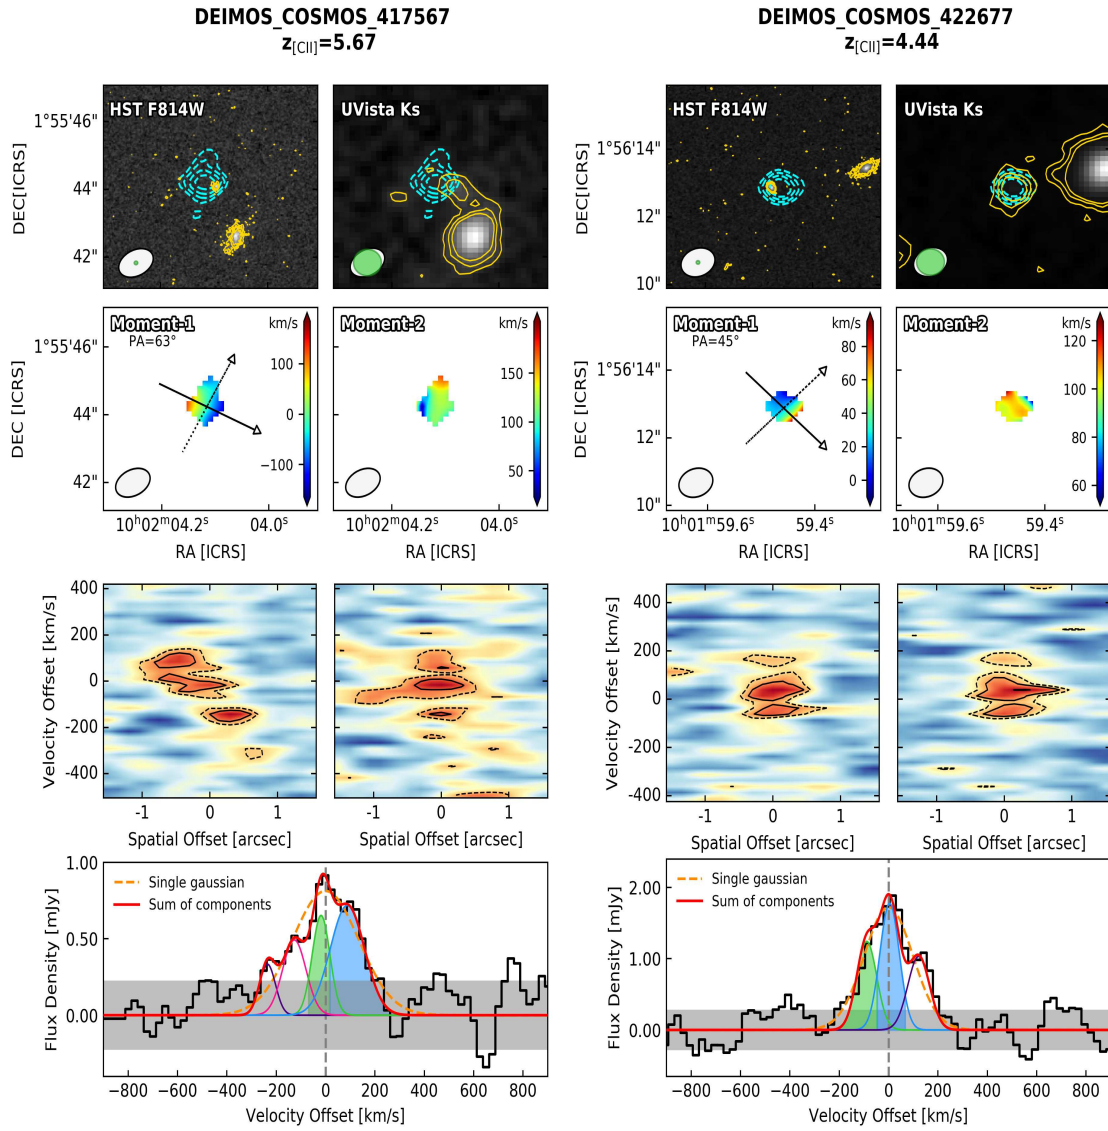 DEIMOS_COSMOS_417567
z[CII]=5.67
HST F814W
UVista Ks
DEC[ICRS]
1°55'46"
44"
42"
Moment-1
PA=63°
km/s
100
0
−100
Moment-2
km/s
150
100
50
DEC [ICRS]
1°55'46"
44"
42"
10h02m04.2s
04.0s
10h02m04.2s
04.0s
RA [ICRS]
RA [ICRS]
Velocity Offset [km/s]
400
200
0
-200
-400
-1
0
1
-1
0
1
Spatial Offset [arcsec]
Spatial Offset [arcsec]
Flux Density [mJy]
1.00
0.50
0.00
Single gaussian
Sum of components
−800
−600
−400
−200
0
200
400
600
800
Velocity Offset [km/s]
DEIMOS_COSMOS_422677
z[CII]=4.44
HST F814W
UVista Ks
DEC[ICRS]
1°56'14"
12"
10"
Moment-1
PA=45°
km/s
80
60
40
20
0
Moment-2
km/s
120
100
80
60
DEC [ICRS]
1°56'14"
12"
10"
10h01m59.6s
59.4s
10h01m59.6s
59.4s
RA [ICRS]
RA [ICRS]
Velocity Offset [km/s]
400
200
0
-200
-400
-1
0
1
-1
0
1
Spatial Offset [arcsec]
Spatial Offset [arcsec]
Flux Density [mJy]
2.00
1.00
0.00
Single gaussian
Sum of components
−800
−600
−400
−200
0
200
400
600
800
Velocity Offset [km/s]